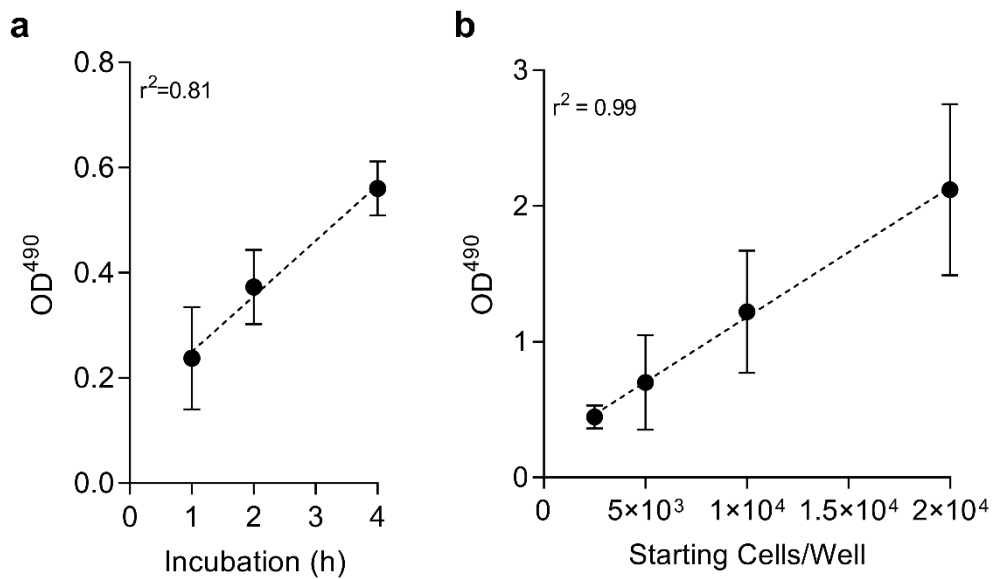 a
r²=0.81
OD⁴⁹⁰
0.8
0.6
0.4
0.2
0.0
0 1 2 3 4
Incubation (h)
b
r² = 0.99
OD⁴⁹⁰
3
2
1
0
0 5×10³ 1×10⁴ 1.5×10⁴ 2×10⁴
Starting Cells/Well